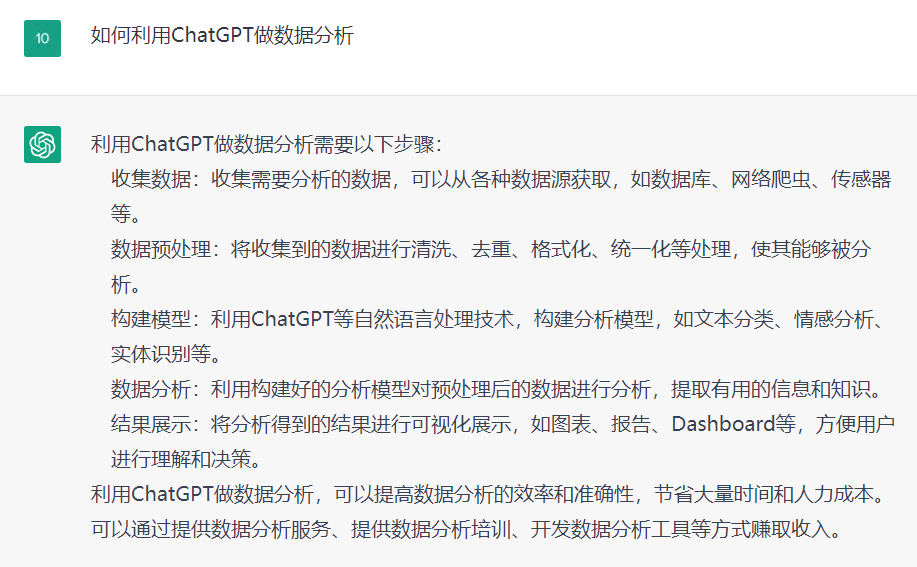 10
如何利用ChatGPT做数据分析
利用ChatGPT做数据分析需要以下步骤：
收集数据：收集需要分析的数据，可以从各种数据源获取，如数据库、网络爬虫、传感器
等。
数据预处理：将收集到的数据进行清洗、去重、格式化、统一化等处理，使其能够被分
析。
构建模型：利用ChatGPT等自然语言处理技术，构建分析模型，如文本分类、情感分析、
实体识别等。
数据分析：利用构建好的分析模型对预处理后的数据进行分析，提取有用的信息和知识。
结果展示：将分析得到的结果进行可视化展示，如图表、报告、Dashboard等，方便用户
进行理解和决策。
利用ChatGPT做数据分析，可以提高数据分析的效率和准确性，节省大量时间和人力成本。
可以通过提供数据分析服务、提供数据分析培训、开发数据分析工具等方式赚取收入。